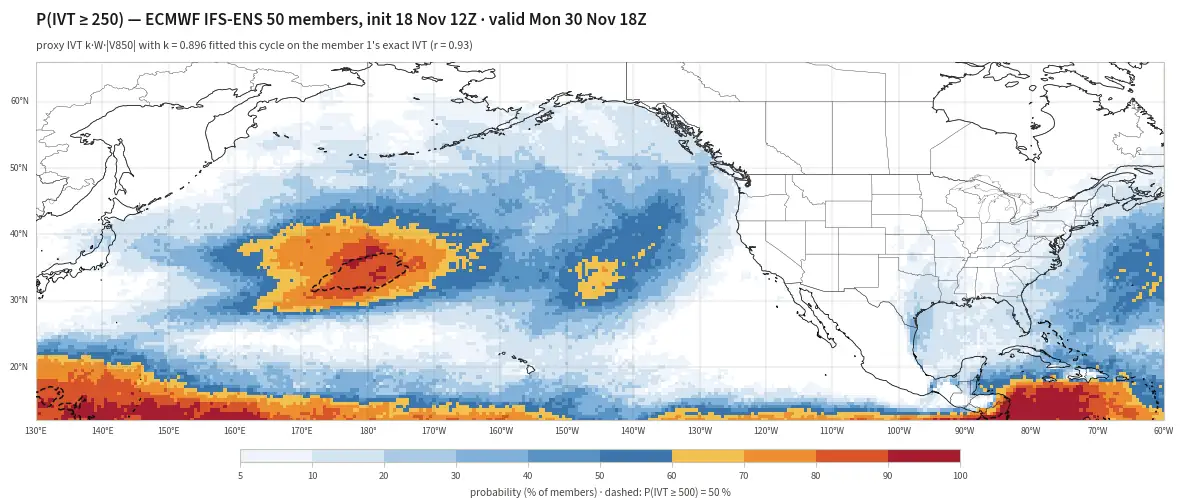 P(IVT ≥ 250) — ECMWF IFS-ENS 50 members, init 18 Nov 12Z · valid Mon 30 Nov 18Z
proxy IVT k·W·|V850| with k = 0.896 fitted this cycle on the member 1's exact IVT (r = 0.93)
60°N
50°N
40°N
30°N
20°N
130°E 140°E 150°E 160°E 170°E 180° 170°W 160°W 150°W 140°W 130°W 120°W 110°W 100°W 90°W 80°W 70°W 60°W
5 10 20 30 40 50 60 70 80 90 100
probability (% of members) · dashed: P(IVT ≥ 500) = 50 %